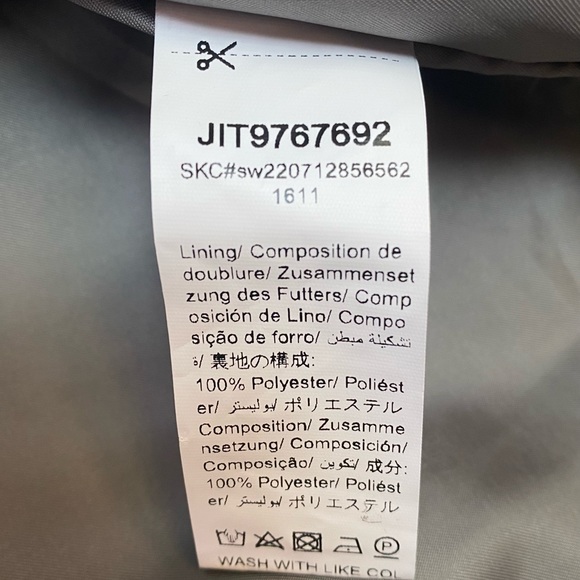 JIT9767692
SKC#sw220712856562
1611
Lining/ Composition de
doublure/ Zusammenset
zung des Futters/ Comp
osición de Lino/ Compo
sição de forro/ تشكيلة مبطن
ة/ 裏地の構成:
100% Polyester/ Poliést
er/ بوليستر/ ポリエステル
Composition/ Zusamme
nsetzung/ Composición/
Composição/ تكوين/ 成分:
100% Polyester/ Poliést
er/ بوليستر/ ポリエステル
P
WASH WITH LIKE COL